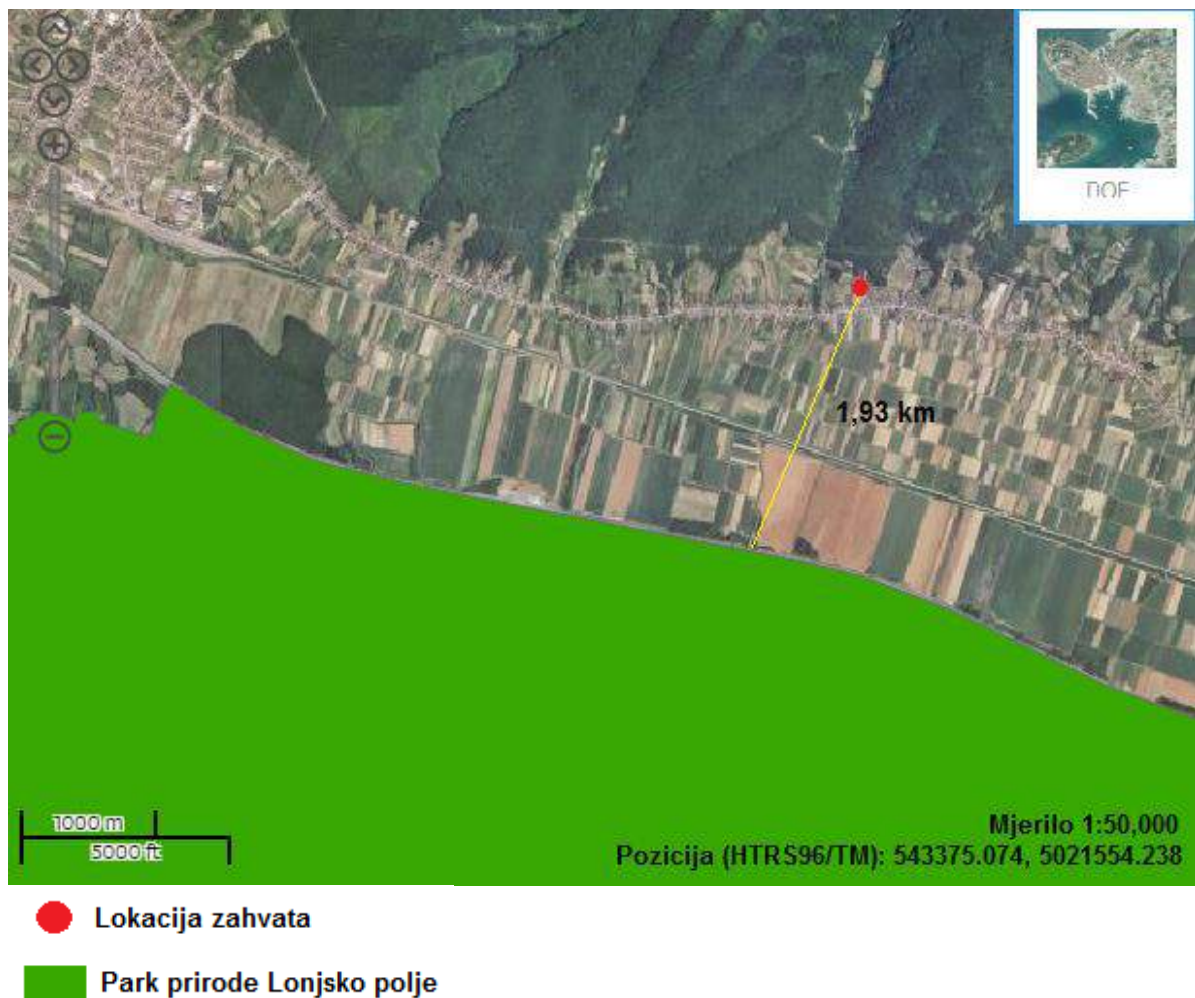 DOF
1,93 km
1000 m
5000 ft
Mjerilo 1:50,000
Pozicija (HTRS96/TM): 543375.074, 5021554.238
Lokacija zahvata
Park prirode Lonjsko polje